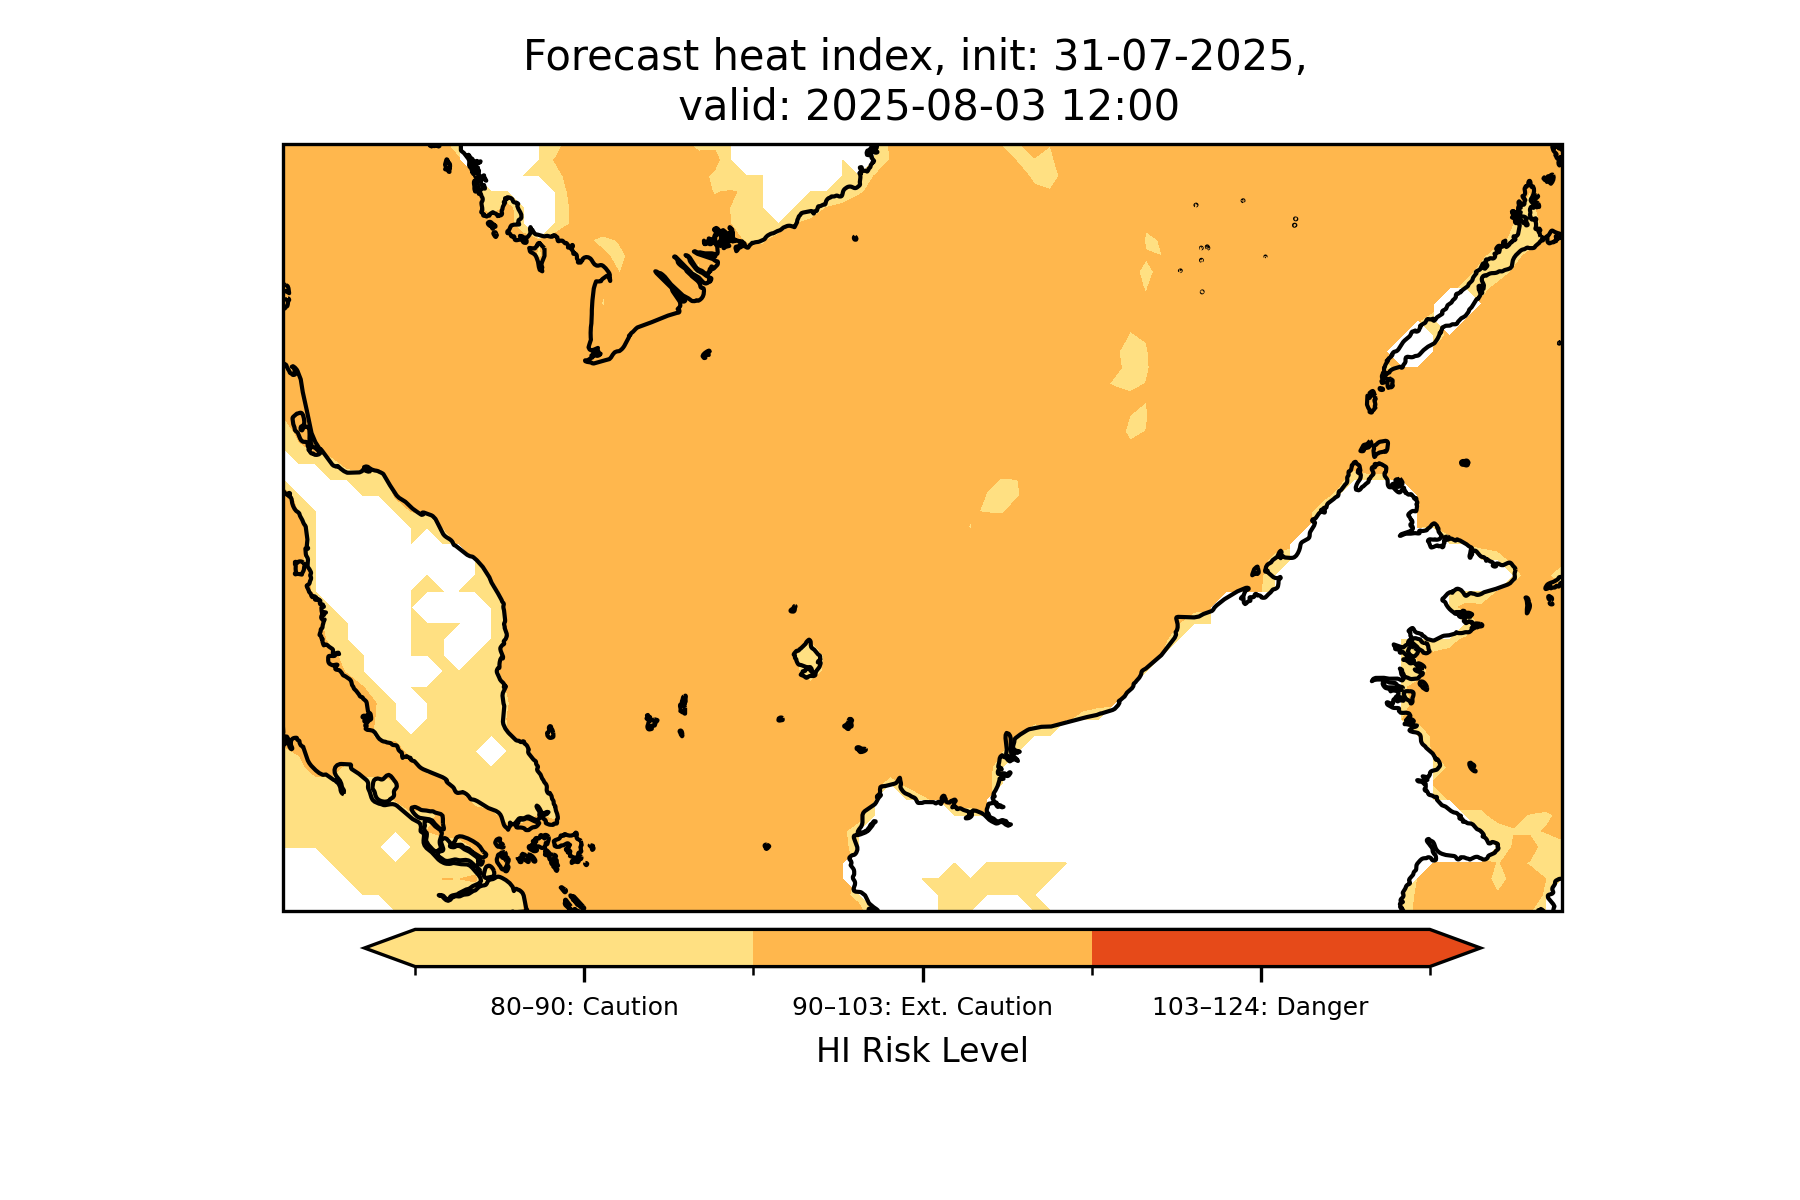 Forecast heat index, init: 31-07-2025,
valid: 2025-08-03 12:00
80–90: Caution
90–103: Ext. Caution
103–124: Danger
HI Risk Level